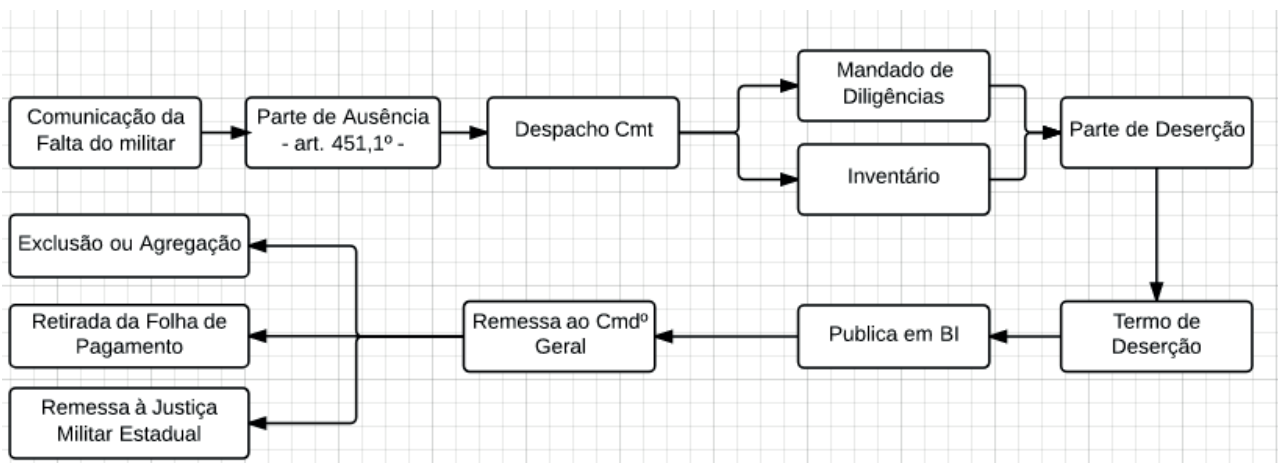 Comunicação da
Falta do militar
Parte de Ausência
- art. 451,1º -
Despacho Cmt
Mandado de
Diligências
Inventário
Parte de Deserção
Termo de
Deserção
Publica em BI
Remessa ao Cmdº
Geral
Exclusão ou Agregação
Retirada da Folha de
Pagamento
Remessa à Justiça
Militar Estadual